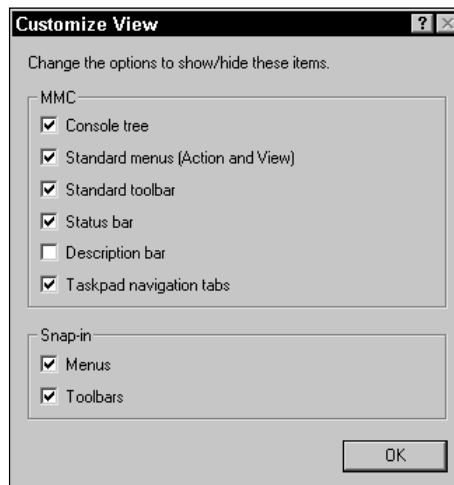 Customize View
Change the options to show/hide these items.
MMC
Console tree
Standard menus (Action and View)
Standard toolbar
Status bar
Description bar
Taskpad navigation tabs
Snap-in
Menus
Toolbars
OK